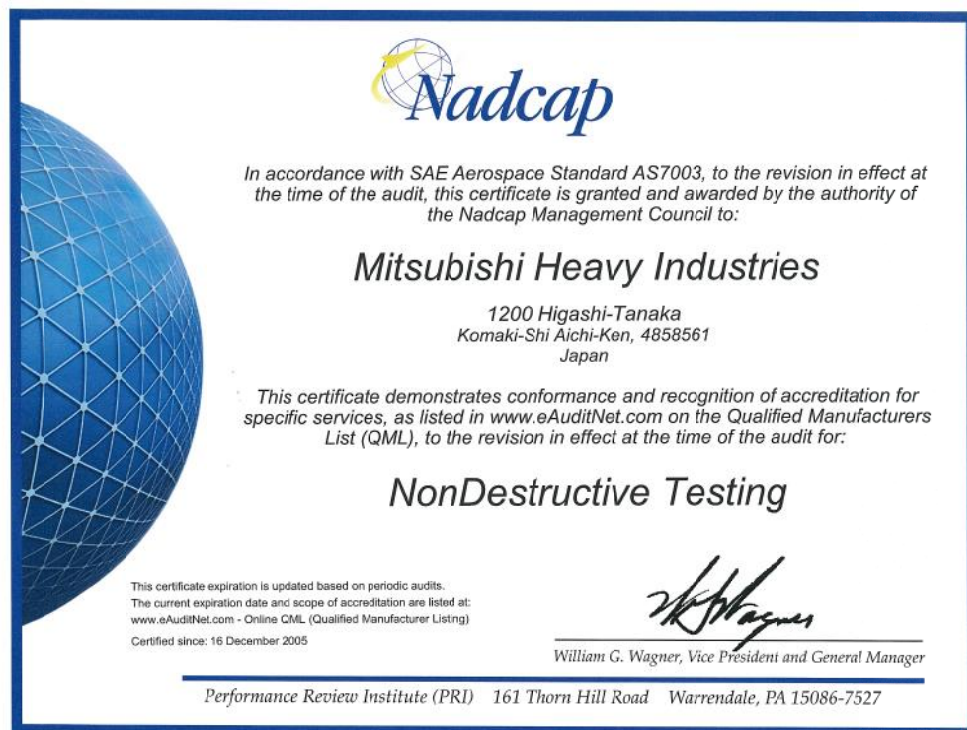 Nadcap
In accordance with SAE Aerospace Standard AS7003, to the revision in effect at
the time of the audit, this certificate is granted and awarded by the authority of
the Nadcap Management Council to:
Mitsubishi Heavy Industries
1200 Higashi-Tanaka
Komaki-Shi Aichi-Ken, 4858561
Japan
This certificate demonstrates conformance and recognition of accreditation for
specific services, as listed in www.eAuditNet.com on the Qualified Manufacturers
List (QML), to the revision in effect at the time of the audit for:
NonDestructive Testing
This certificate expiration is updated based on periodic audits.
The current expiration date and scope of accreditation are listed at:
www.eAuditNet.com - Online QML (Qualified Manufacturer Listing)
Certified since: 16 December 2005
William G. Wagner, Vice President and General Manager
Performance Review Institute (PRI) 161 Thorn Hill Road Warrendale, PA 15086-7527